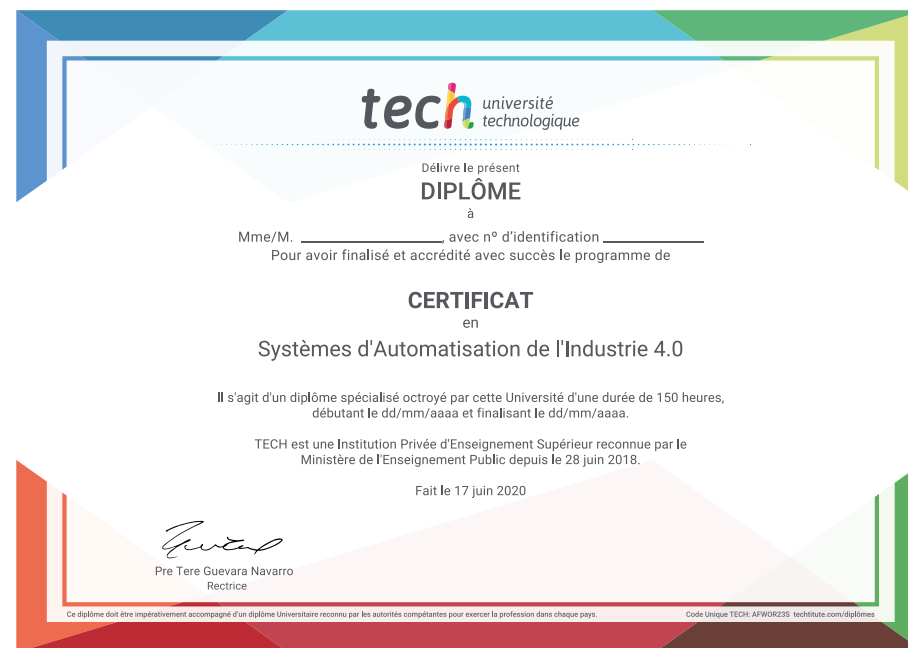 tech université
technologique
Délivre le présent
DIPLÔME
à
Mme/M. ____________________, avec nº d'identification ______________
Pour avoir finalisé et accrédité avec succès le programme de
CERTIFICAT
en
Systèmes d'Automatisation de l'Industrie 4.0
Il s'agit d'un diplôme spécialisé octroyé par cette Université d'une durée de 150 heures,
débutant le dd/mm/aaaa et finalisant le dd/mm/aaaa.
TECH est une Institution Privée d'Enseignement Supérieur reconnue par le
Ministère de l'Enseignement Public depuis le 28 juin 2018.
Fait le 17 juin 2020
Pre Tere Guevara Navarro
Rectrice
Ce diplôme doit être impérativement accompagné d'un diplôme Universitaire reconnu par les autorités compétantes pour exercer la profession dans chaque pays. Code Unique TECH: AFWOR23S techtitute.com/diplômes